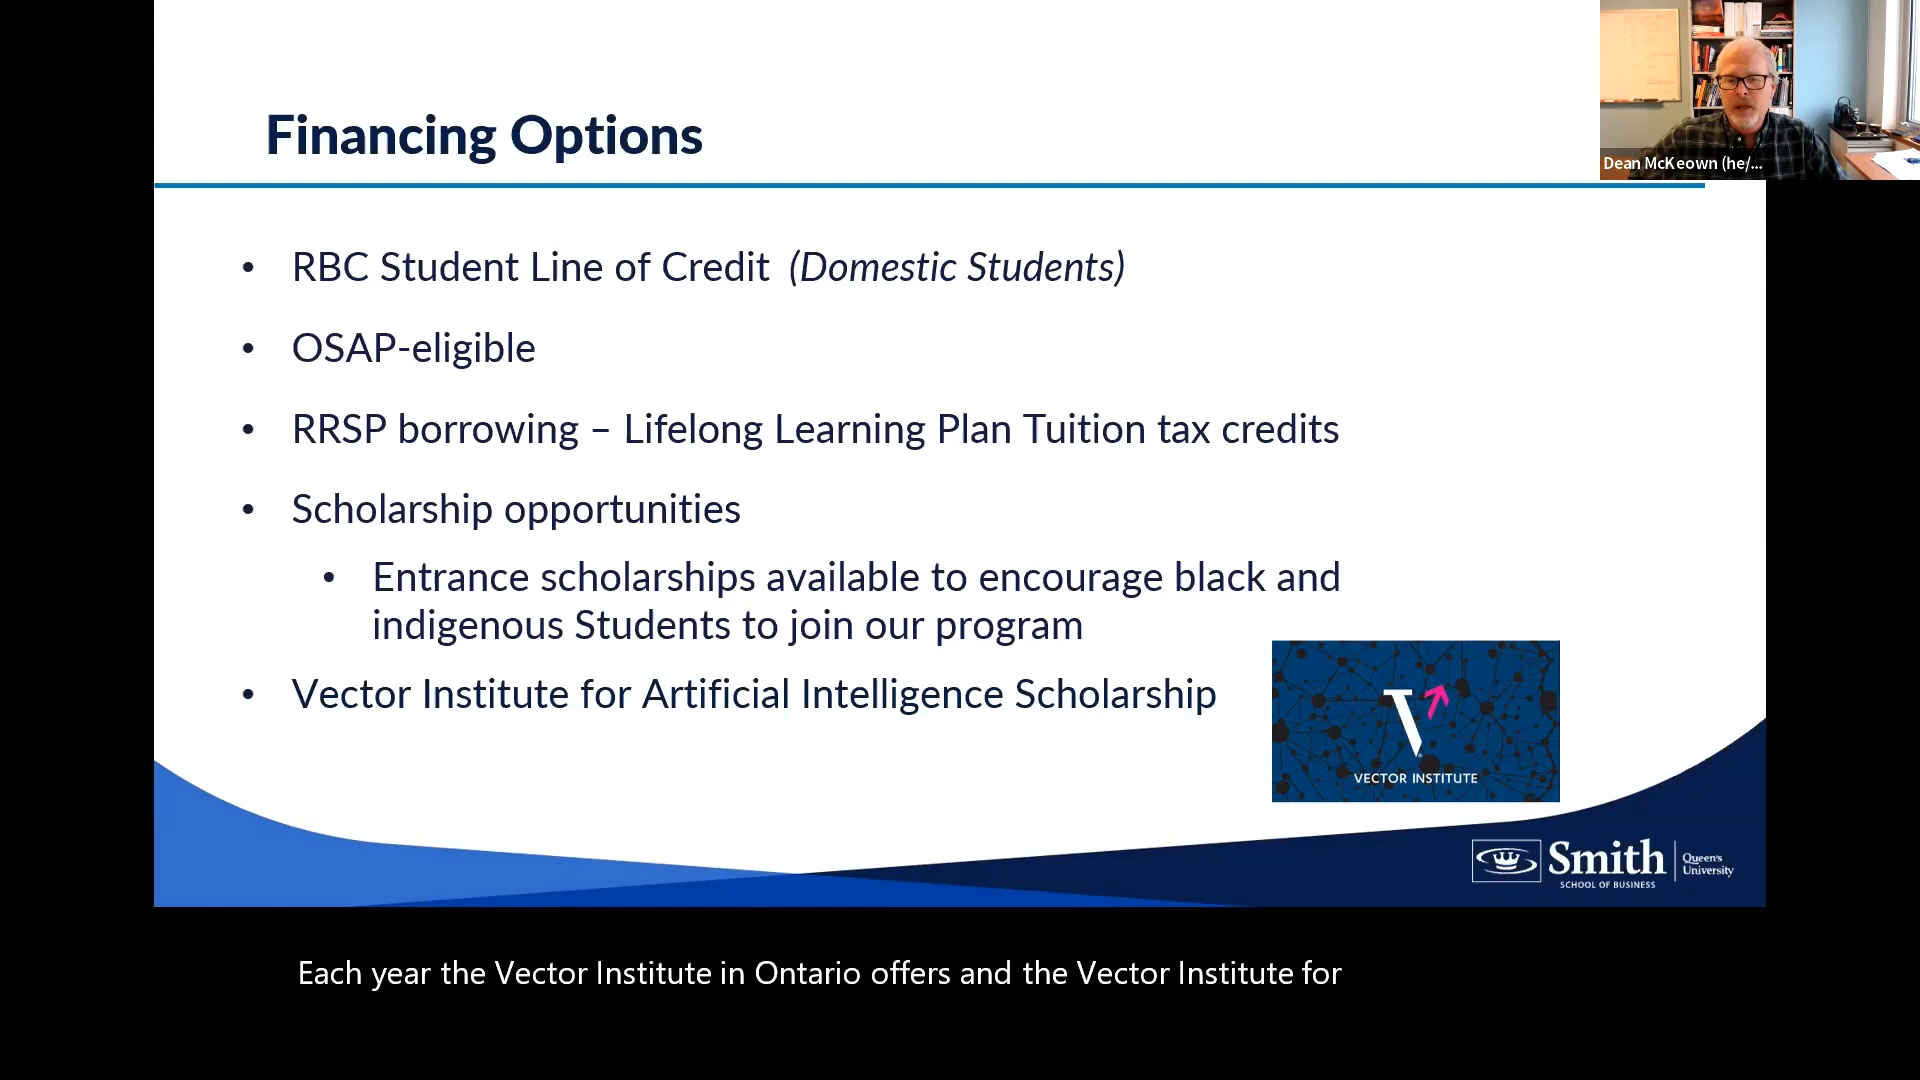 Financing Options
Dean McKeown (he/...
• RBC Student Line of Credit (Domestic Students)
• OSAP-eligible
• RRSP borrowing – Lifelong Learning Plan Tuition tax credits
• Scholarship opportunities
• Entrance scholarships available to encourage black and
indigenous Students to join our program
• Vector Institute for Artificial Intelligence Scholarship
VECTOR INSTITUTE
Smith
SCHOOL OF BUSINESS
Queen's
University
Each year the Vector Institute in Ontario offers and the Vector Institute for